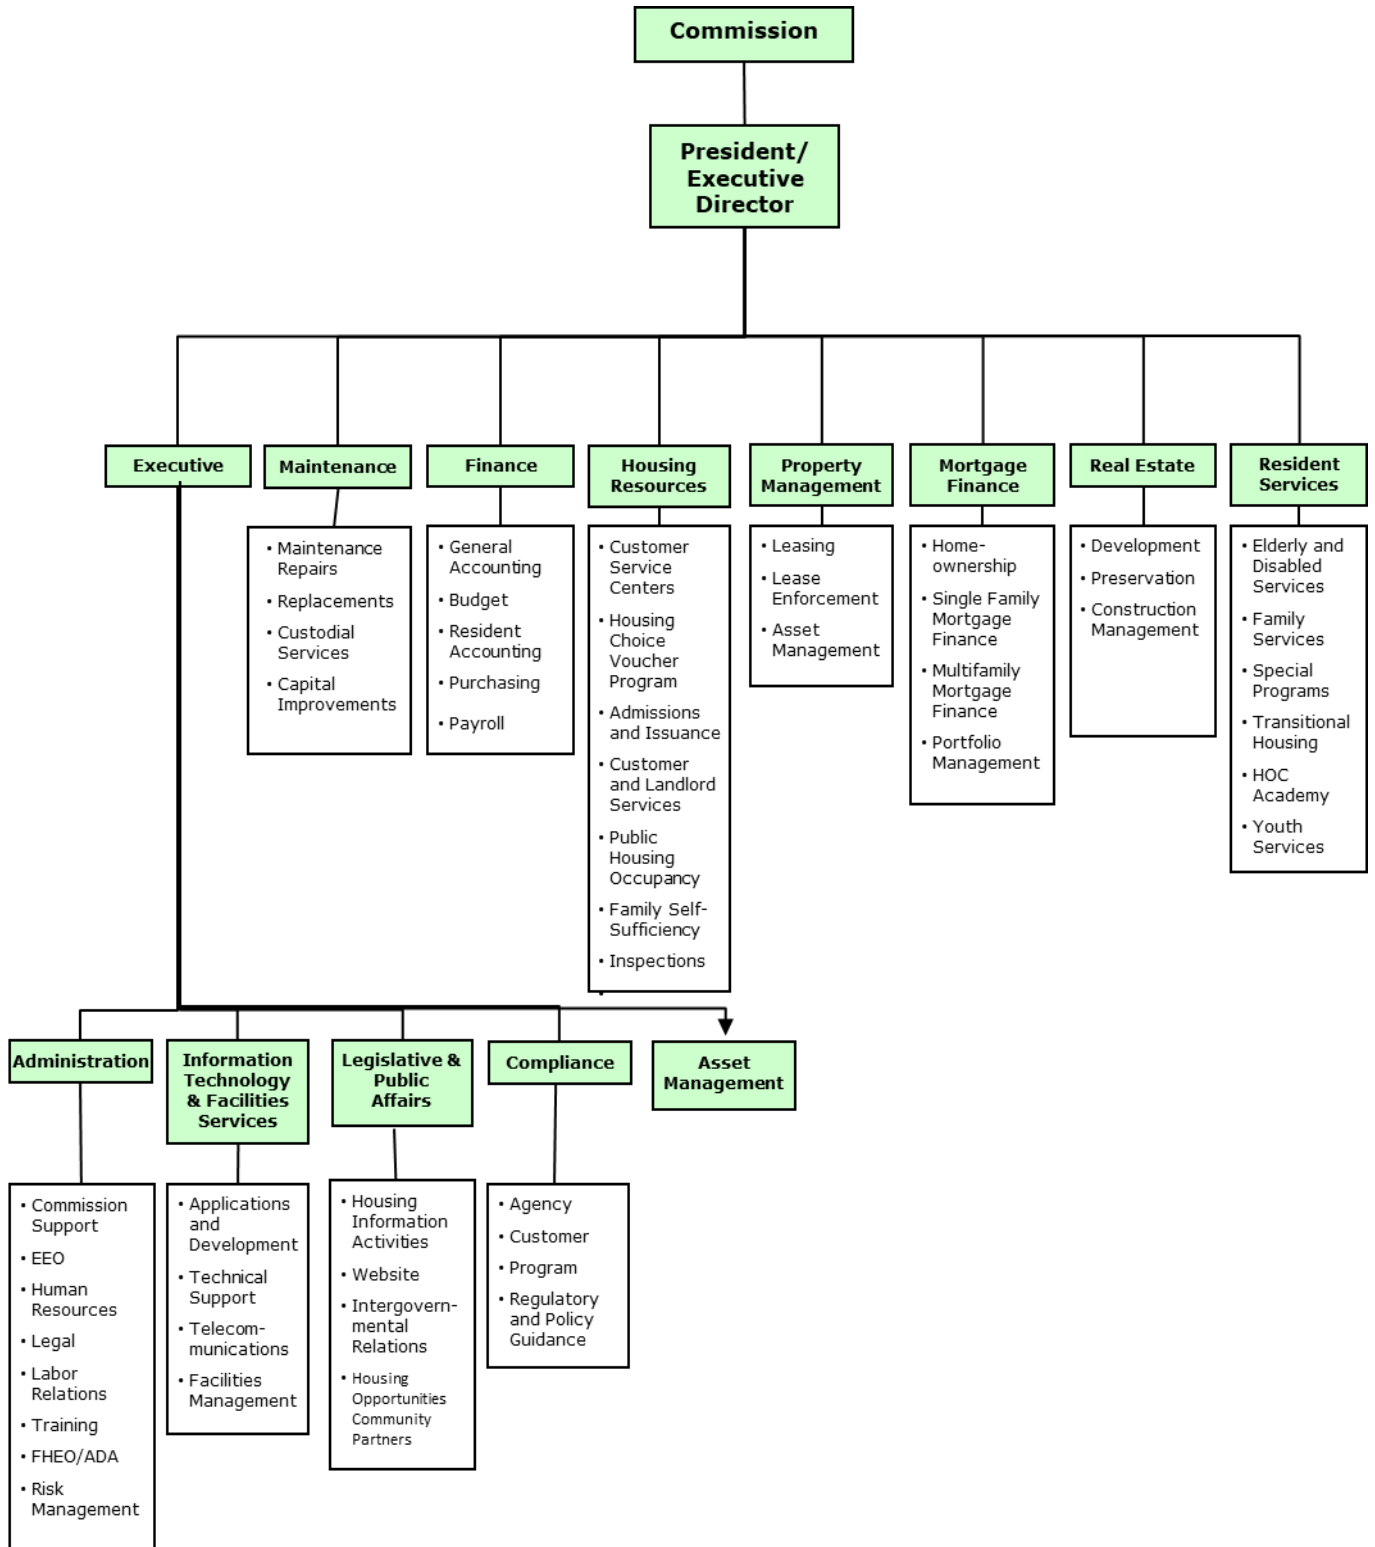 Commission
President/
Executive
Director
Executive
Maintenance
Finance
Housing
Resources
Property
Management
Mortgage
Finance
Real Estate
Resident
Services
• Maintenance
Repairs
• Replacements
• Custodial
Services
• Capital
Improvements
• General
Accounting
• Budget
• Resident
Accounting
• Purchasing
• Payroll
• Customer
Service
Centers
• Housing
Choice
Voucher
Program
• Admissions
and Issuance
• Customer
and Landlord
Services
• Public
Housing
Occupancy
• Family Self-
Sufficiency
• Inspections
•
• Leasing
• Lease
Enforcement
• Asset
Management
• Home-
ownership
• Single Family
Mortgage
Finance
• Multifamily
Mortgage
Finance
• Portfolio
Management
• Development
• Preservation
• Construction
Management
• Elderly and
Disabled
Services
• Family
Services
• Special
Programs
• Transitional
Housing
• HOC
Academy
• Youth
Services
Administration
Information
Technology
& Facilities
Services
Legislative &
Public
Affairs
Compliance
Asset
Management
• Commission
Support
• EEO
• Human
Resources
• Legal
• Labor
Relations
• Training
• FHEO/ADA
• Risk
Management
• Applications
and
Development
• Technical
Support
• Telecom-
munications
• Facilities
Management
• Housing
Information
Activities
• Website
• Intergovern-
mental
Relations
• Housing
Opportunities
Community
Partners
• Agency
• Customer
• Program
• Regulatory
and Policy
Guidance